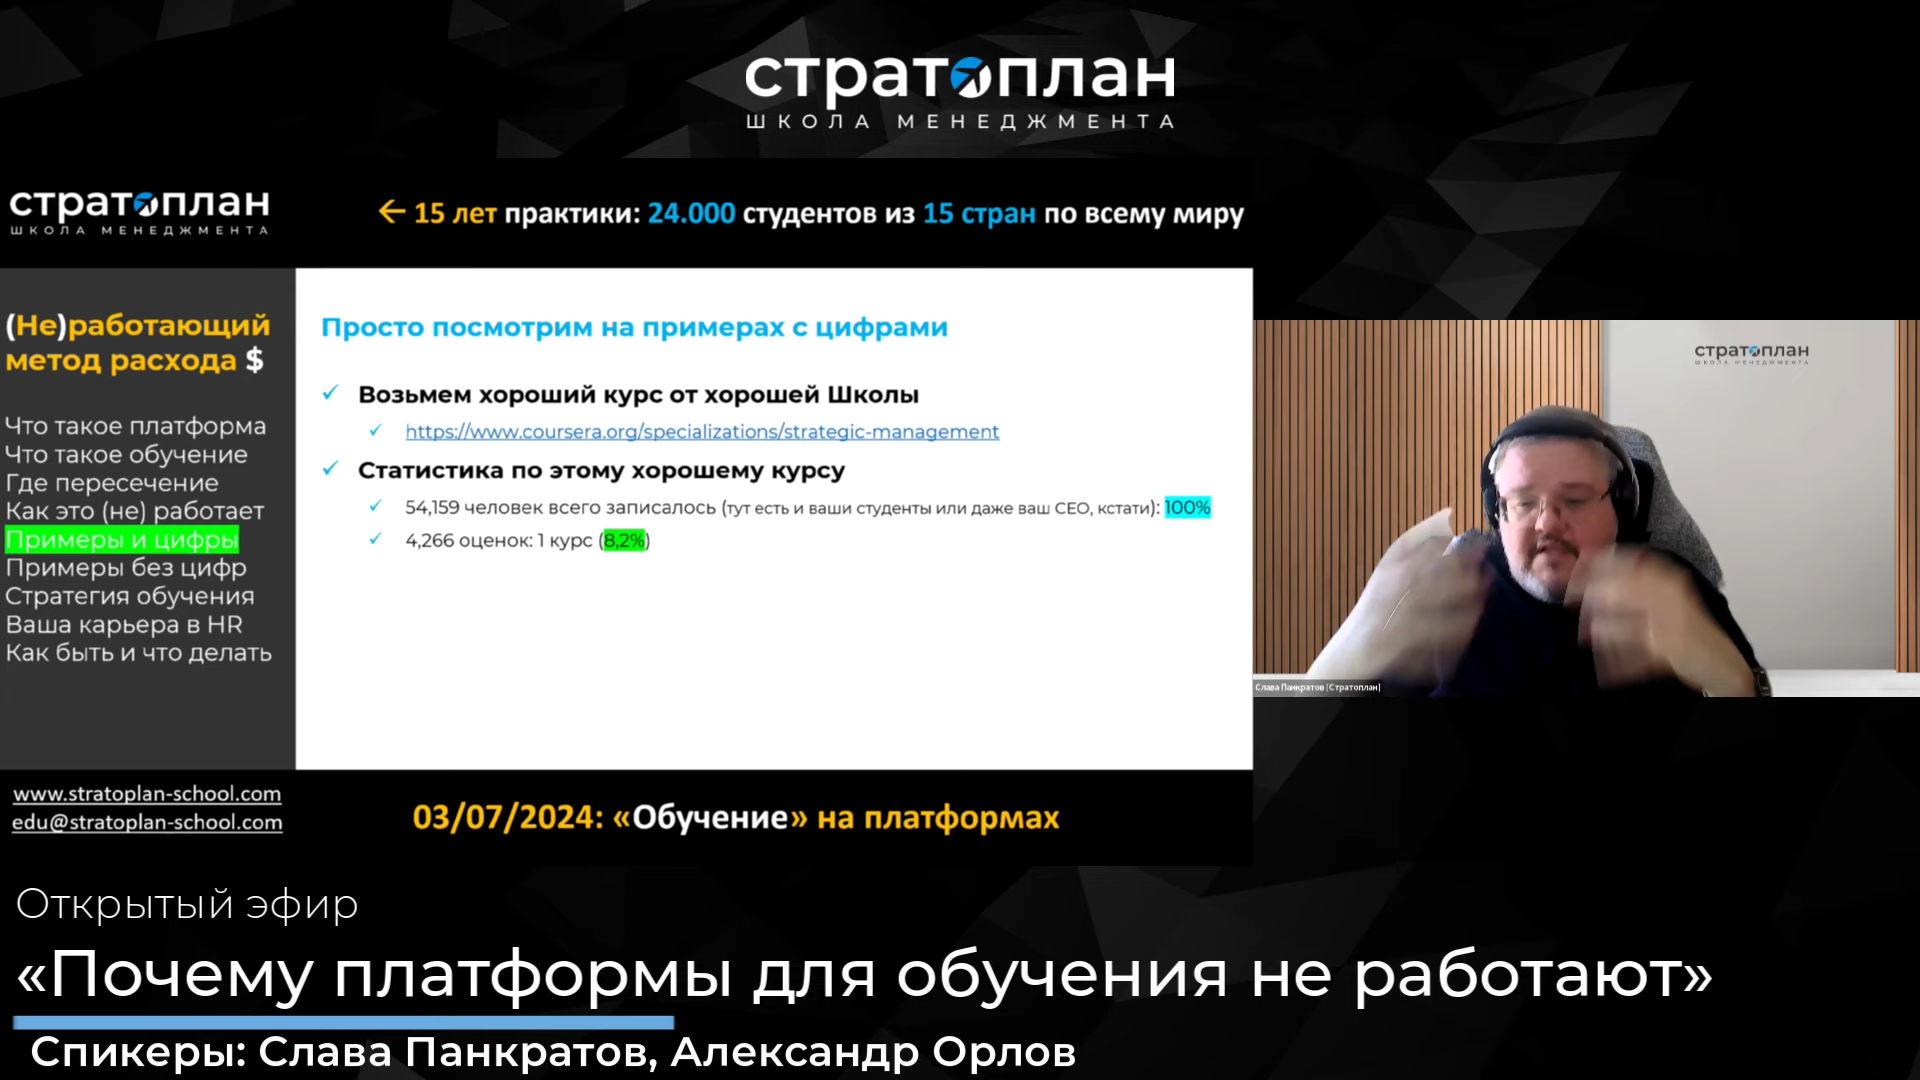 стратоплан
ШКОЛА МЕНЕДЖМЕНТА
стратоплан
ШКОЛА МЕНЕДЖМЕНТА
← 15 лет практики: 24.000 студентов из 15 стран по всему миру
(Не)работающий
метод расхода $
Что такое платформа
Что такое обучение
Где пересечение
Как это (не) работает
Примеры и цифры
Примеры без цифр
Стратегия обучения
Ваша карьера в HR
Как быть и что делать
Просто посмотрим на примерах с цифрами
✓ Возьмем хороший курс от хорошей Школы
✓ https://www.coursera.org/specializations/strategic-management
✓ Статистика по этому хорошему курсу
✓ 54,159 человек всего записалось (тут есть и ваши студенты или даже ваш CEO, кстати): 100%
✓ 4,266 оценок: 1 курс (8,2%)
стратоплан
ШКОЛА МЕНЕДЖМЕНТА
Слава Панкратов [Стратоплан]
www.stratoplan-school.com
edu@stratoplan-school.com
03/07/2024: «Обучение» на платформах
Открытый эфир
«Почему платформы для обучения не работают»
Спикеры: Слава Панкратов, Александр Орлов